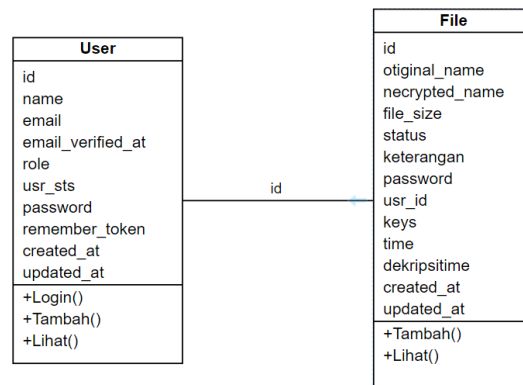 User
id
name
email
email_verified_at
role
usr_sts
password
remember_token
created_at
updated_at
+Login()
+Tambah()
+Lihat()
id
File
id
otiginal_name
necrypted_name
file_size
status
keterangan
password
usr_id
keys
time
dekripsitime
created_at
updated_at
+Tambah()
+Lihat()